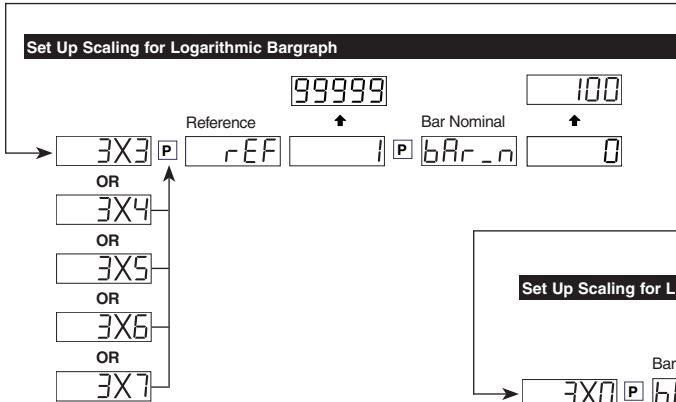 Set Up Scaling for Logarithmic Bargraph
99999 100
Reference Bar Nominal
3X3 P rEF 1 P bAr_n 0
OR
3X4
OR
3X5
OR
3X6
OR
3X7
Set Up Scaling for L
Bar
3X0 P